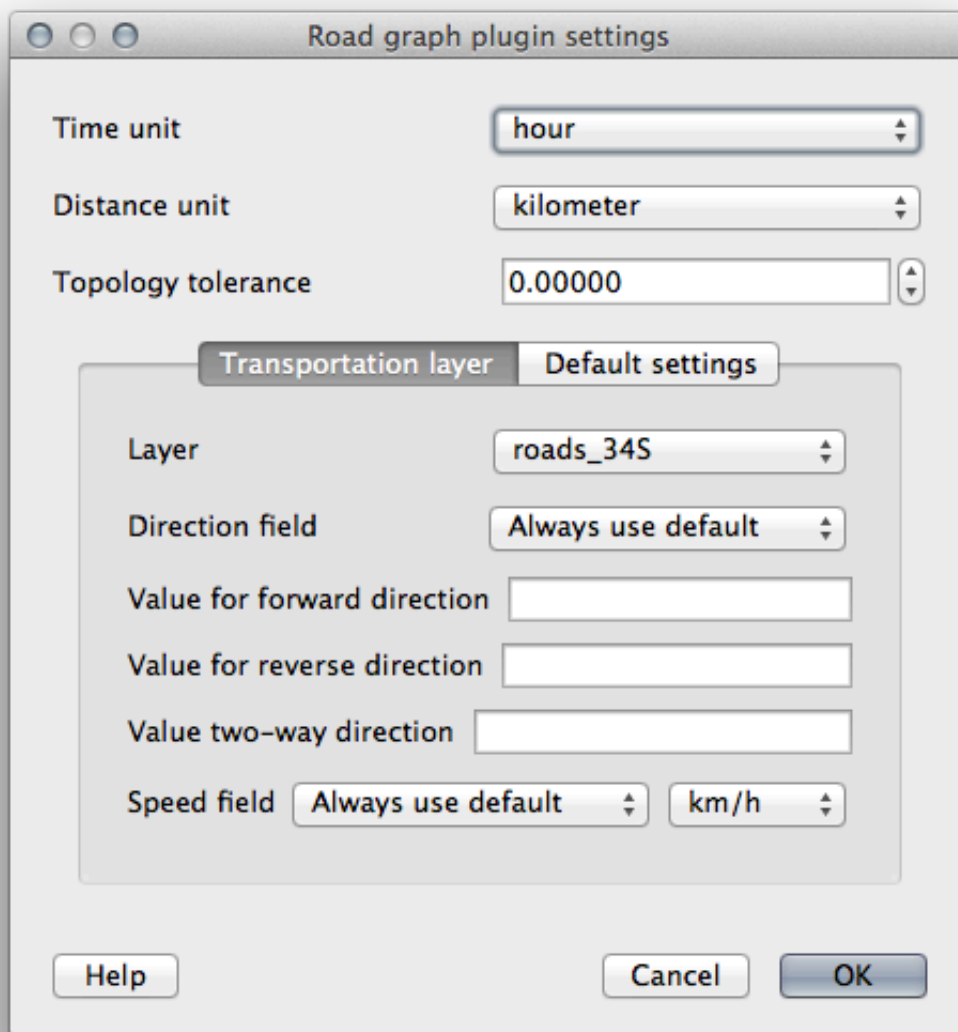 Road graph plugin settings
Time unit hour
Distance unit kilometer
Topology tolerance 0.00000
Transportation layer Default settings
Layer roads_34S
Direction field Always use default
Value for forward direction
Value for reverse direction
Value two-way direction
Speed field Always use default km/h
Help Cancel OK